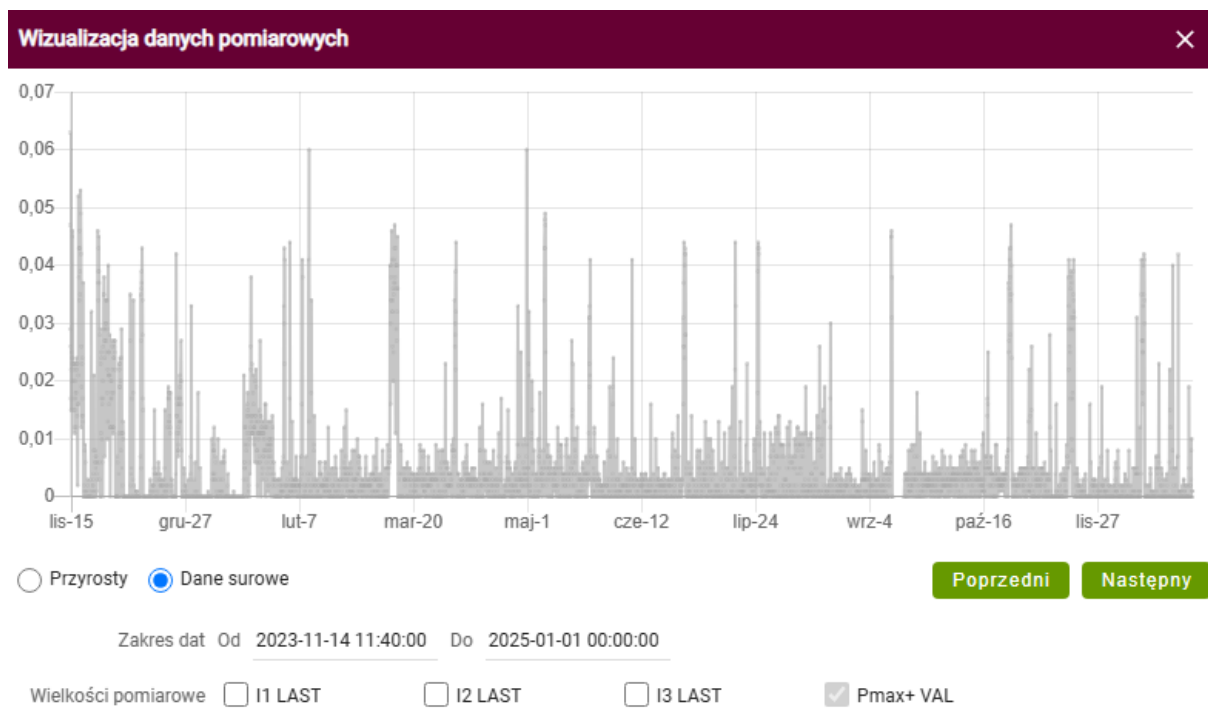 Wizualizacja danych pomiarowych
0,07
0,06
0,05
0,04
0,03
0,02
0,01
0
lis-15 gru-27 lut-7 mar-20 maj-1 cze-12 lip-24 wrz-4 paź-16 lis-27
Przyrosty Dane surowe Poprzedni Następny
Zakres dat Od 2023-11-14 11:40:00 Do 2025-01-01 00:00:00
Wielkości pomiarowe I1 LAST I2 LAST I3 LAST Pmax+ VAL